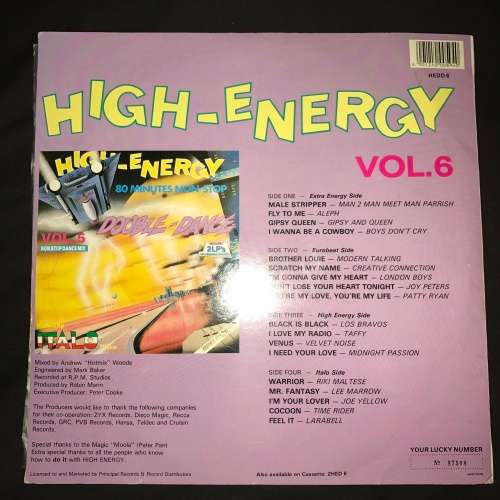 HEDD 6
HIGH-ENERGY
VOL.6
HIGH-ENERGY
80 MINUTES NON-STOP
DOUBLE-DANCE
VOL. 5
NON STOP DANCE MIX
2LP's
ITALO
SIDE ONE — Extra Energy Side
MALE STRIPPER — MAN 2 MAN MEET MAN PARRISH
FLY TO ME — ALEPH
GIPSY QUEEN — GIPSY AND QUEEN
I WANNA BE A COWBOY — BOYS DON'T CRY
SIDE TWO — Eurobeat Side
BROTHER LOUIE — MODERN TALKING
SCRATCH MY NAME — CREATIVE CONNECTION
I'M GONNA GIVE MY HEART — LONDON BOYS
DON'T LOSE YOUR HEART TONIGHT — JOY PETERS
YOU'RE MY LOVE, YOU'RE MY LIFE — PATTY RYAN
SIDE THREE — High Energy Side
BLACK IS BLACK — LOS BRAVOS
I LOVE MY RADIO — TAFFY
VENUS — VELVET NOISE
I NEED YOUR LOVE — MIDNIGHT PASSION
SIDE FOUR — Italo Side
WARRIOR — RIKI MALTESE
MR. FANTASY — LEE MARROW
I'M YOUR LOVER — JOE YELLOW
COCOON — TIME RIDER
FEEL IT — LARABELL
Mixed by Andrew "Hotmix" Woods
Engineered by Mark Baker
Recorded at R.P.M. Studios
Produced by Robin Martin
Executive Producer: Peter Cooke
The Producers would like to thank the following companies
for their co-operation: ZYX Records, Disco Magic, Recca
Records, GRC, PVB Records, Hansa, Teldec and Cruisin
Records.
Special thanks to the Magic "Moola" (Peter Parr)
Extra special thanks to all the people who know
how to do it with HIGH ENERGY.
Licensed to and Marketed by Principal Records & Record Distributors
Also available on Cassette: ZHED 6
YOUR LUCKY NUMBER
№